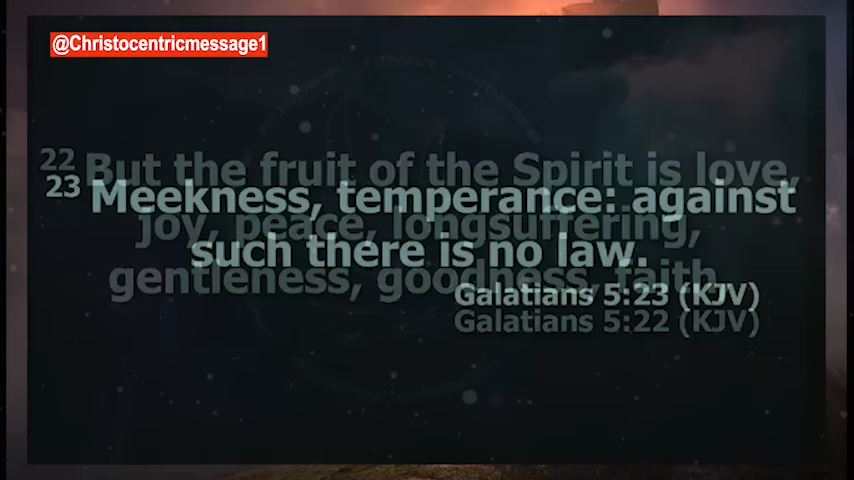 @Christocentricmessage1
22 But the fruit of the Spirit is love,
joy, peace, longsuffering,
gentleness, goodness, faith,
Galatians 5:22 (KJV)
23 Meekness, temperance: against
such there is no law.
Galatians 5:23 (KJV)